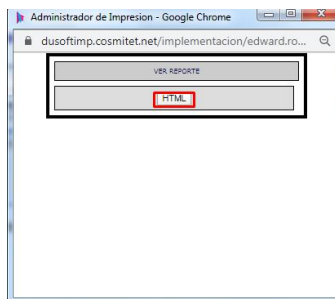 Administrador de Impresion - Google Chrome
dusoftimp.cosmitet.net/implementacion/edward.ro...
VER REPORTE
HTML